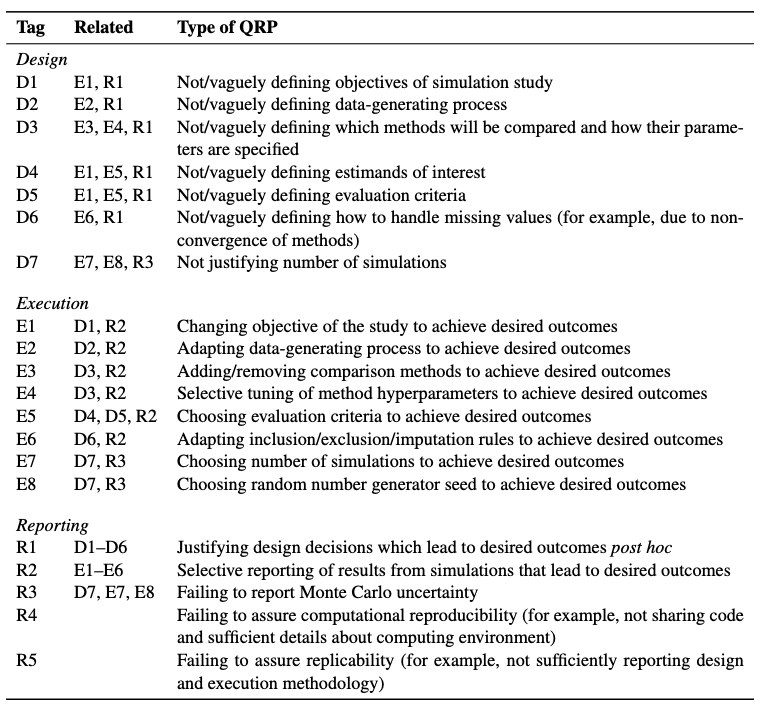 Tag Related Type of QRP
Design
D1 E1, R1 Not/vaguely defining objectives of simulation study
D2 E2, R1 Not/vaguely defining data-generating process
D3 E3, E4, R1 Not/vaguely defining which methods will be compared and how their parame-
ters are specified
D4 E1, E5, R1 Not/vaguely defining estimands of interest
D5 E1, E5, R1 Not/vaguely defining evaluation criteria
D6 E6, R1 Not/vaguely defining how to handle missing values (for example, due to non-
convergence of methods)
D7 E7, E8, R3 Not justifying number of simulations
Execution
E1 D1, R2 Changing objective of the study to achieve desired outcomes
E2 D2, R2 Adapting data-generating process to achieve desired outcomes
E3 D3, R2 Adding/removing comparison methods to achieve desired outcomes
E4 D3, R2 Selective tuning of method hyperparameters to achieve desired outcomes
E5 D4, D5, R2 Choosing evaluation criteria to achieve desired outcomes
E6 D6, R2 Adapting inclusion/exclusion/imputation rules to achieve desired outcomes
E7 D7, R3 Choosing number of simulations to achieve desired outcomes
E8 D7, R3 Choosing random number generator seed to achieve desired outcomes
Reporting
R1 D1–D6 Justifying design decisions which lead to desired outcomes post hoc
R2 E1–E6 Selective reporting of results from simulations that lead to desired outcomes
R3 D7, E7, E8 Failing to report Monte Carlo uncertainty
R4 Failing to assure computational reproducibility (for example, not sharing code
and sufficient details about computing environment)
R5 Failing to assure replicability (for example, not sufficiently reporting design
and execution methodology)